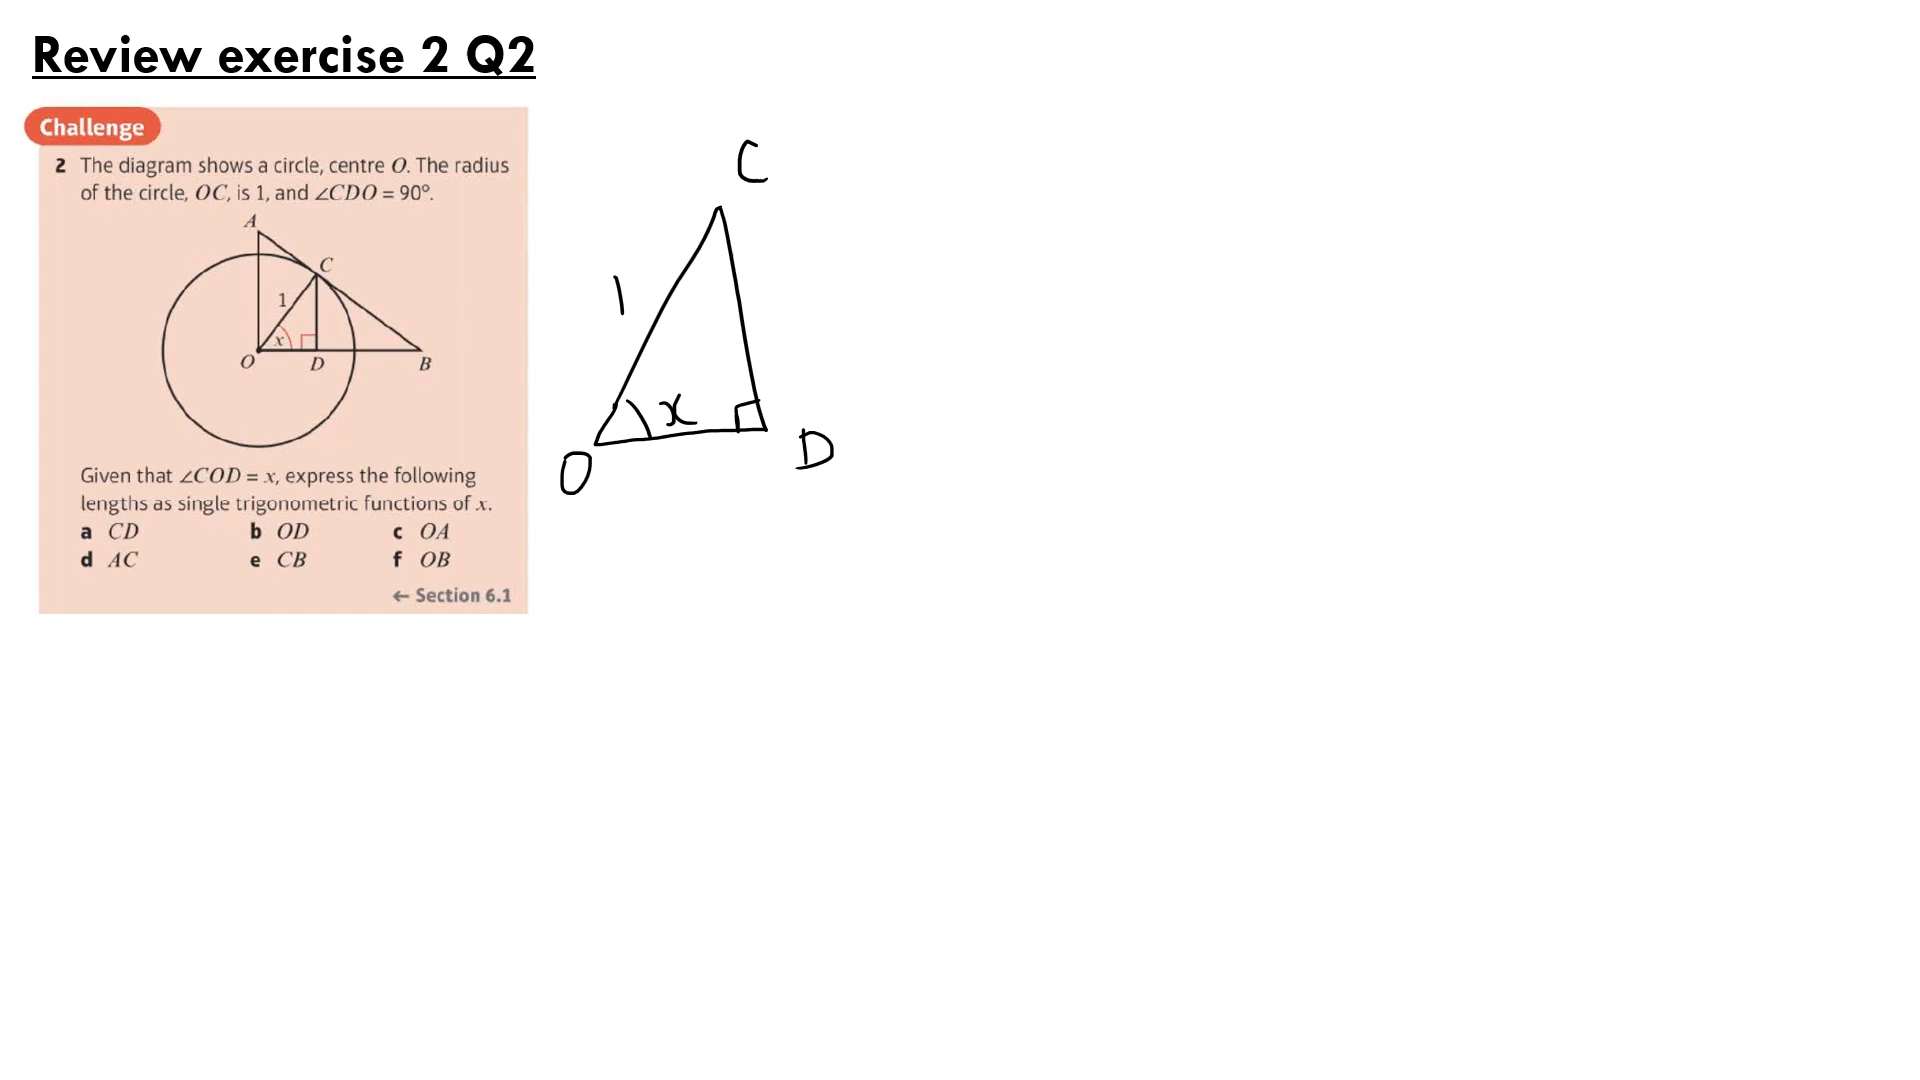 Review exercise 2 Q2
Challenge
2 The diagram shows a circle, centre O. The radius
of the circle, OC, is 1, and ∠CDO = 90°.
A
C
1
x
O
D
B
Given that ∠COD = x, express the following
lengths as single trigonometric functions of x.
a CD b OD c OA
d AC e CB f OB
← Section 6.1
C
1
x
O
D